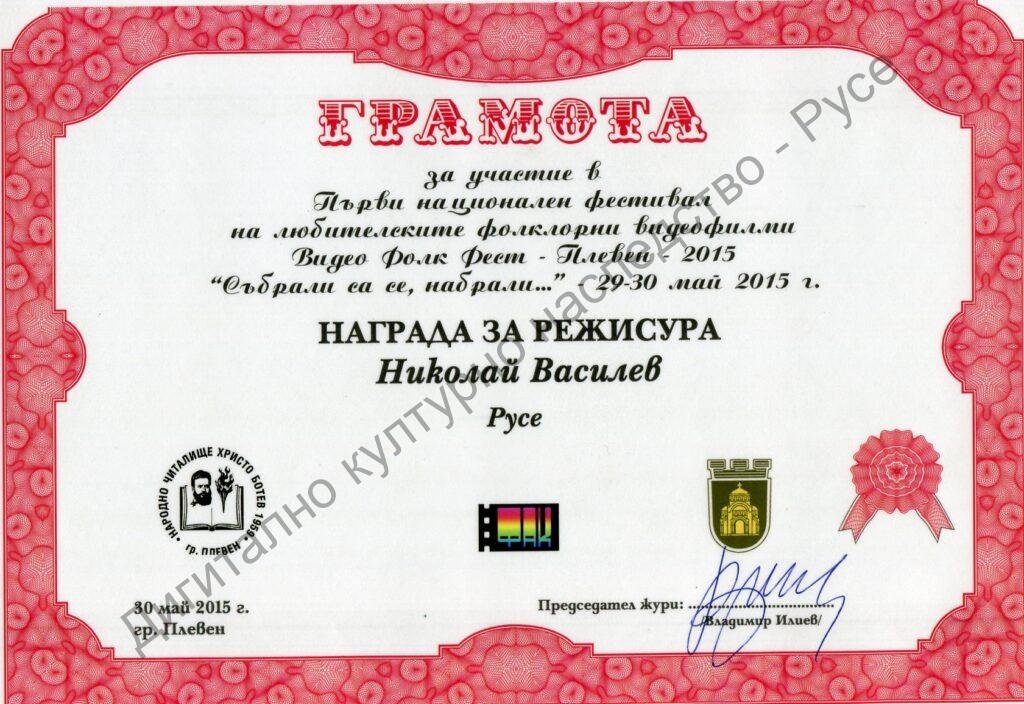 ГРАМОТА
за участие в
Първи национален фестивал
на любителските фолклорни видеофилми
Видео Фолк Фест - Плевен - 2015
“Събрали са се, набрали...” - 29-30 май 2015 г.
НАГРАДА ЗА РЕЖИСУРА
Николай Василев
Русе
НАРОДНО ЧИТАЛИЩЕ ХРИСТО БОТЕВ 1959
гр. ПЛЕВЕН
ФАК
30 май 2015 г.
гр. Плевен
Председател жури: ....................................
/Владимир Илиев/
Дигитално културно наследство - Русе